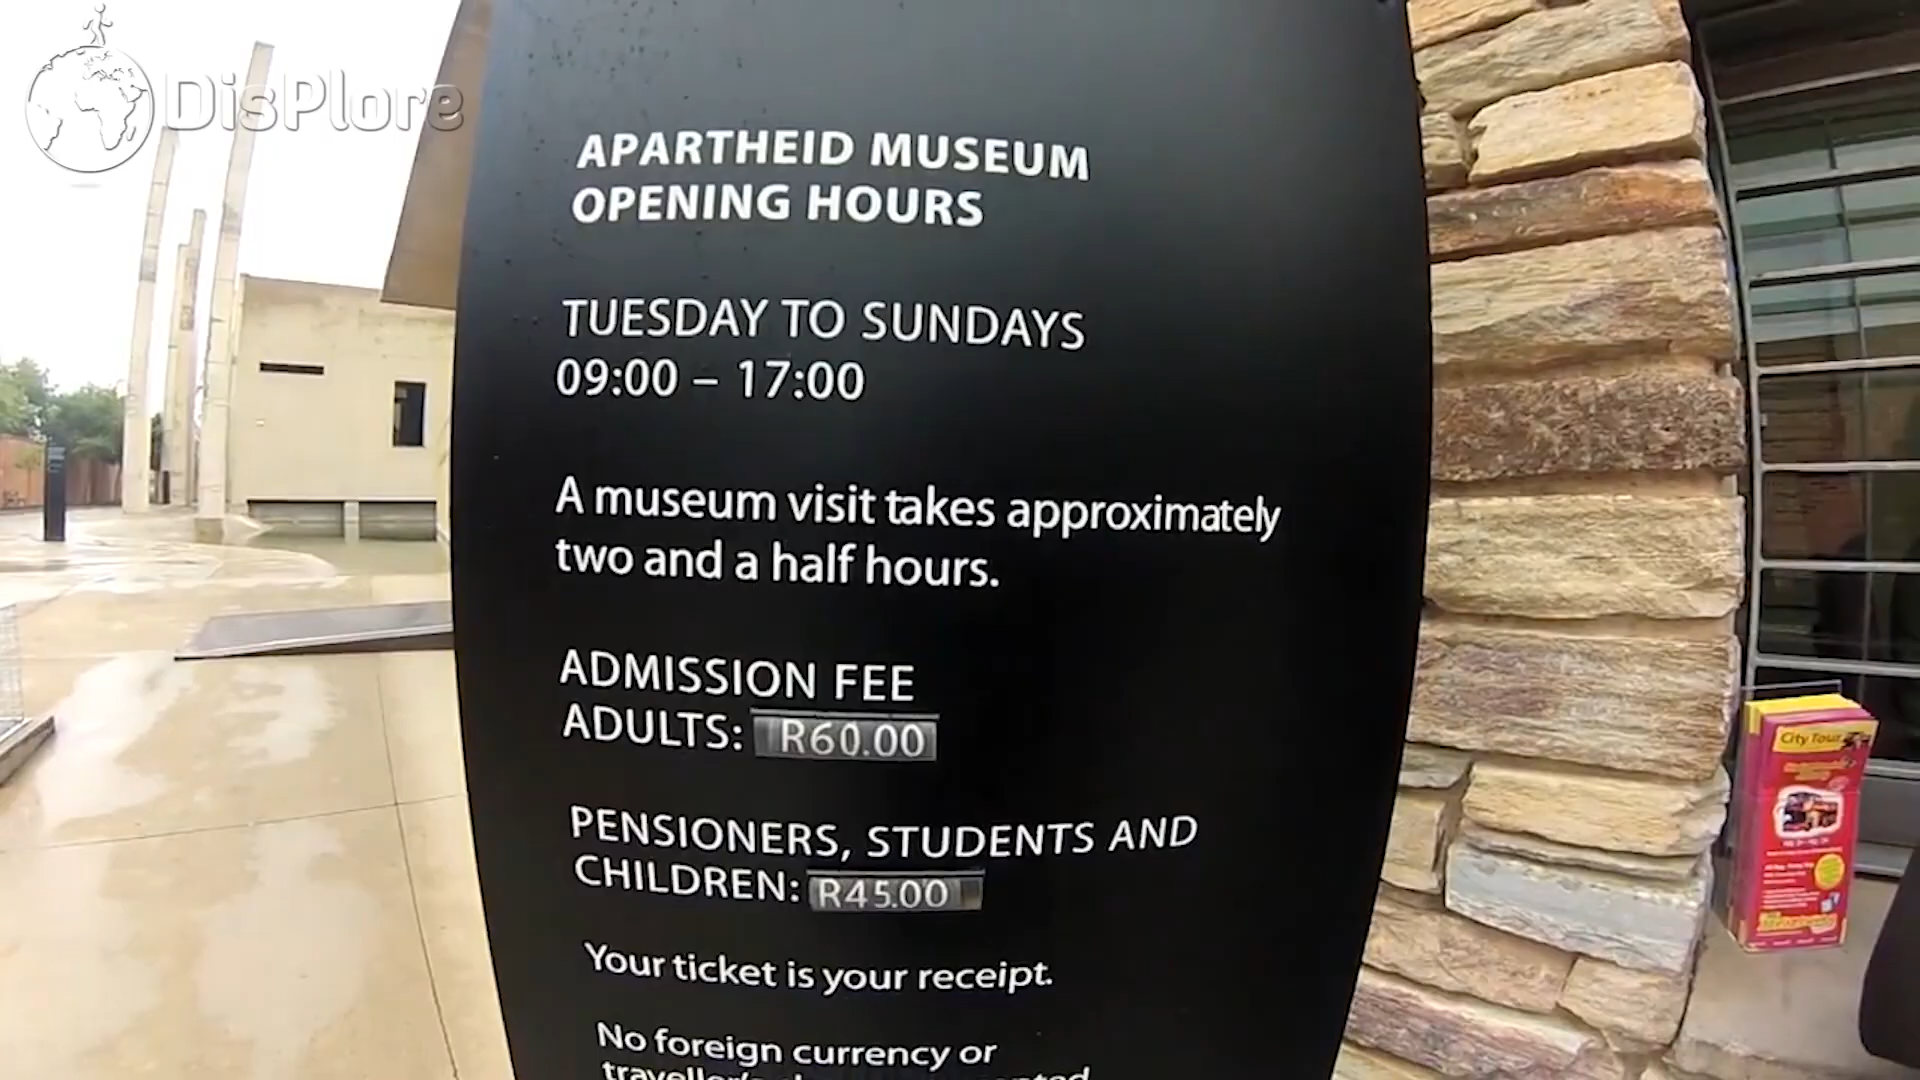 DisPlore
APARTHEID MUSEUM
OPENING HOURS
TUESDAY TO SUNDAYS
09:00 – 17:00
A museum visit takes approximately
two and a half hours.
ADMISSION FEE
ADULTS: R60.00
PENSIONERS, STUDENTS AND
CHILDREN: R45.00
Your ticket is your receipt.
No foreign currency or
City Tour